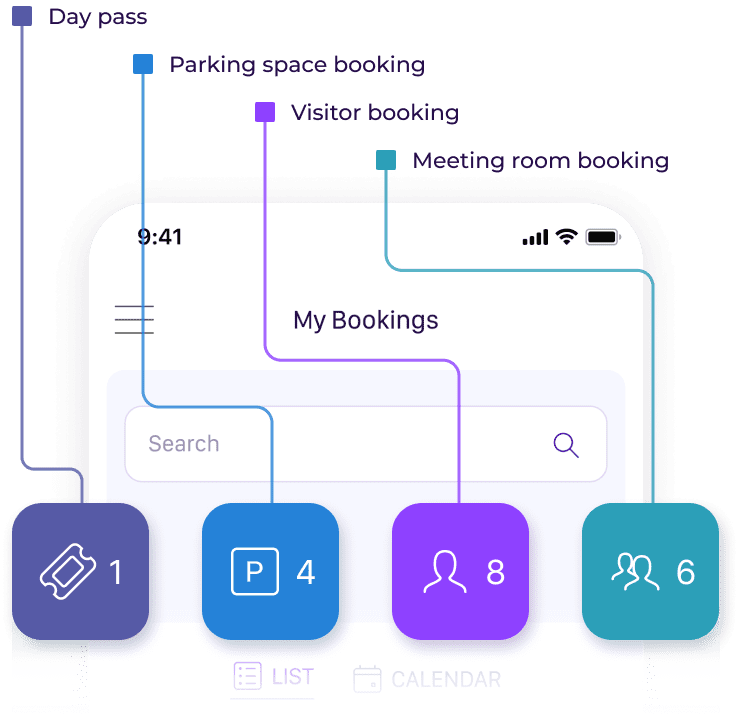 Day pass
Parking space booking
Visitor booking
Meeting room booking
9:41
My Bookings
Search
1
P 4
8
6
LIST CALENDAR